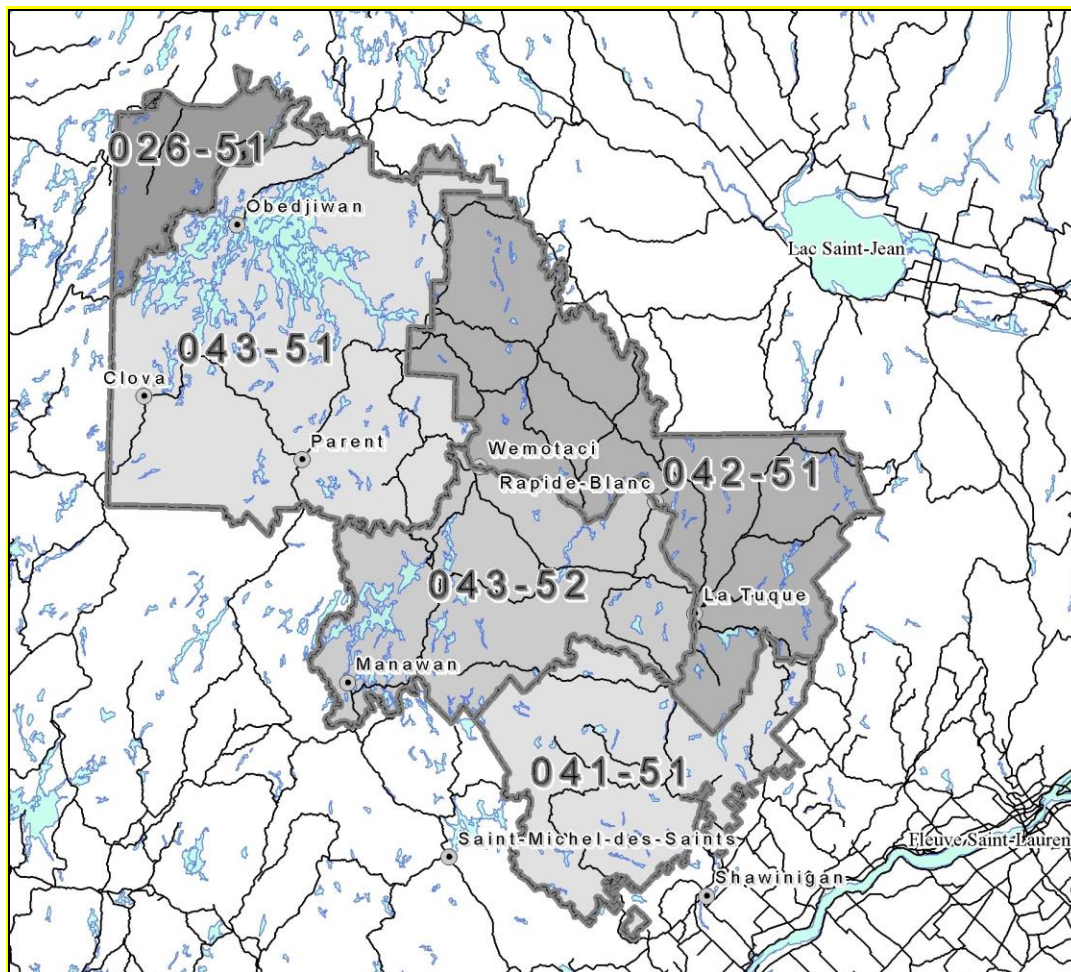 026-51
Obedjiwan
Lac Saint-Jean
043-51
Clova
Parent
Wemotaci
042-51
Rapide-Blanc
043-52
La Tuque
Manawan
041-51
Saint-Michel-des-Saints
Fleuve Saint-Lauren
Shawinigan